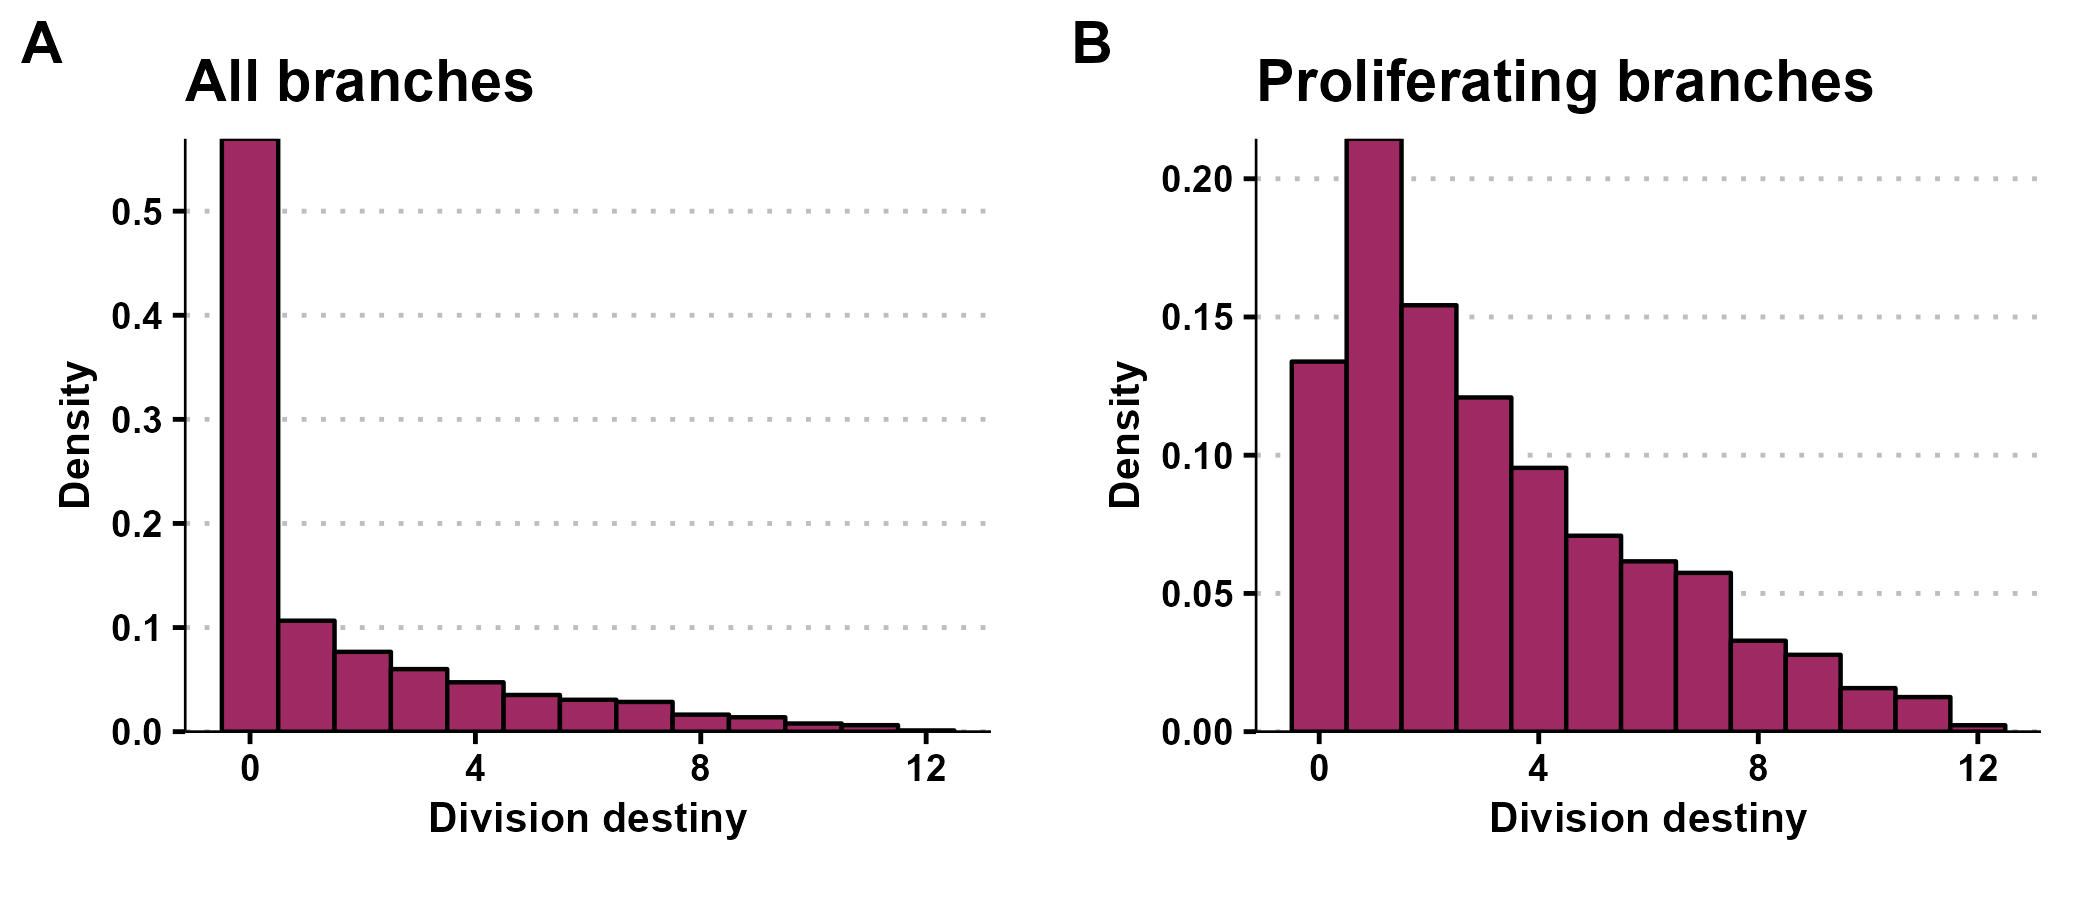 A
All branches
0.5
0.4
0.3
0.2
0.1
0.0
Density
0 4 8 12
Division destiny
B
Proliferating branches
0.20
0.15
0.10
0.05
0.00
Density
0 4 8 12
Division destiny